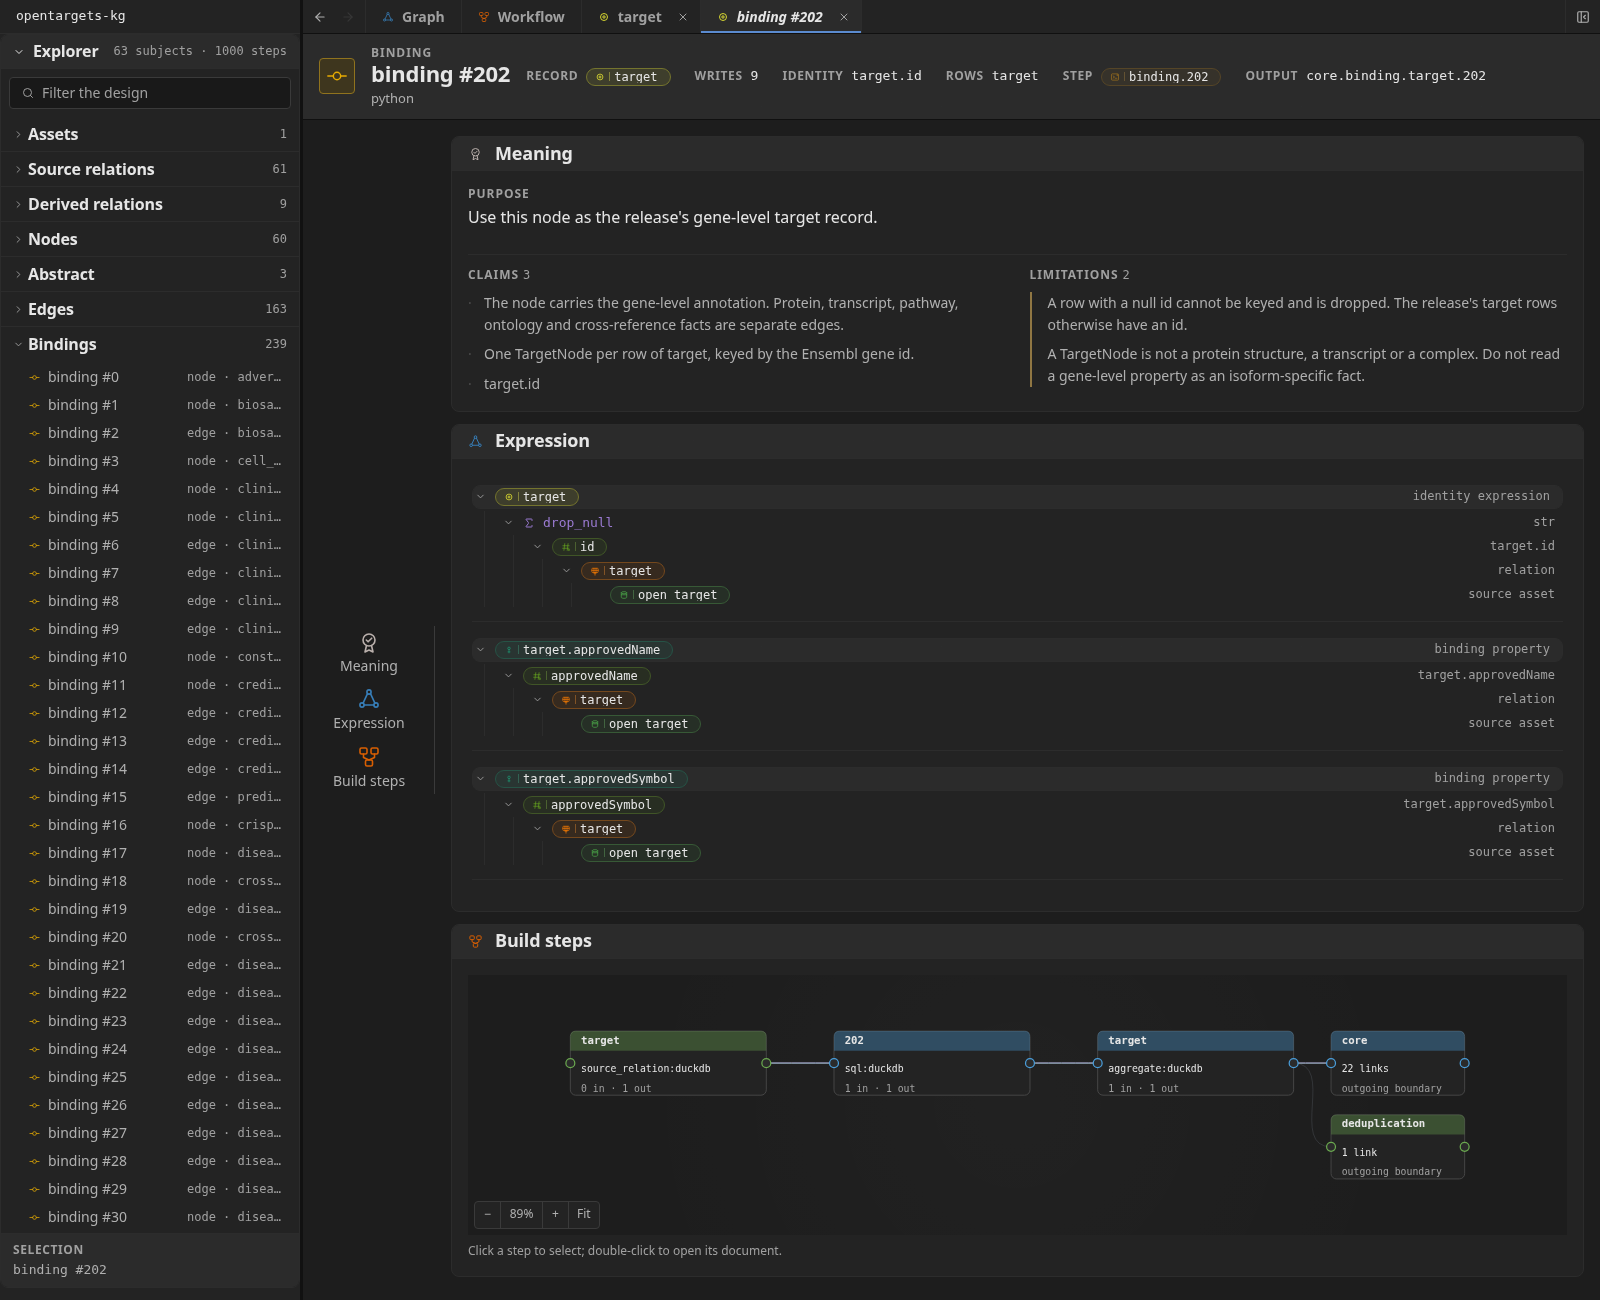 opentargets-kg
Explorer 63 subjects · 1000 steps
Filter the design
Assets 1
Source relations 61
Derived relations 9
Nodes 60
Abstract 3
Edges 163
Bindings 239
binding #0 node · adver…
binding #1 node · biosa…
binding #2 edge · biosa…
binding #3 node · cell_…
binding #4 node · clini…
binding #5 node · clini…
binding #6 edge · clini…
binding #7 edge · clini…
binding #8 edge · clini…
binding #9 edge · clini…
binding #10 node · const…
binding #11 node · credi…
binding #12 edge · credi…
binding #13 edge · credi…
binding #14 edge · credi…
binding #15 edge · predi…
binding #16 node · crisp…
binding #17 node · disea…
binding #18 node · cross…
binding #19 edge · disea…
binding #20 node · cross…
binding #21 edge · disea…
binding #22 edge · disea…
binding #23 edge · disea…
binding #24 edge · disea…
binding #25 edge · disea…
binding #26 edge · disea…
binding #27 edge · disea…
binding #28 edge · disea…
binding #29 edge · disea…
binding #30 node · disea…
SELECTION
binding #202
Graph Workflow target binding #202
BINDING
binding #202 RECORD target WRITES 9 IDENTITY target.id ROWS target STEP binding.202 OUTPUT core.binding.target.202
python
Meaning
Expression
Build steps
Meaning
PURPOSE
Use this node as the release's gene-level target record.
CLAIMS 3
· The node carries the gene-level annotation. Protein, transcript, pathway,
ontology and cross-reference facts are separate edges.
· One TargetNode per row of target, keyed by the Ensembl gene id.
· target.id
LIMITATIONS 2
A row with a null id cannot be keyed and is dropped. The release's target rows
otherwise have an id.
A TargetNode is not a protein structure, a transcript or a complex. Do not read
a gene-level property as an isoform-specific fact.
Expression
target identity expression
drop_null str
id target.id
target relation
open target source asset
target.approvedName binding property
approvedName target.approvedName
target relation
open target source asset
target.approvedSymbol binding property
approvedSymbol target.approvedSymbol
target relation
open target source asset
Build steps
target
source_relation:duckdb
0 in · 1 out
202
sql:duckdb
1 in · 1 out
target
aggregate:duckdb
1 in · 1 out
core
22 links
outgoing boundary
deduplication
1 link
outgoing boundary
− 89% + Fit
Click a step to select; double-click to open its document.